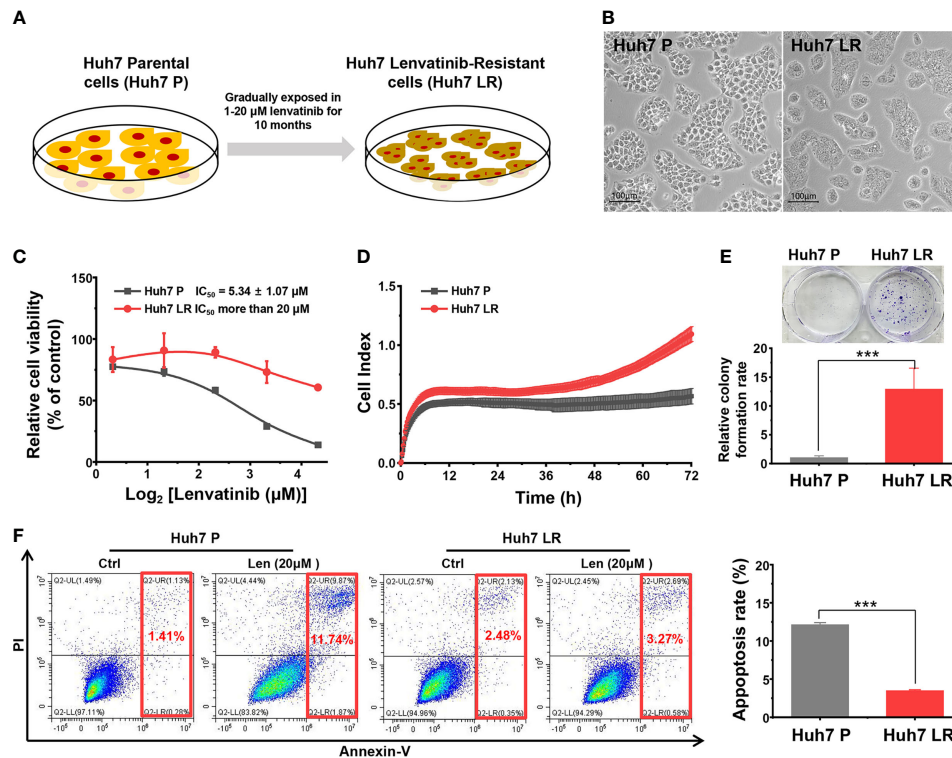 A
Huh7 Parental
cells (Huh7 P)
Gradually exposed in
1-20 μM lenvatinib for
10 months
Huh7 Lenvatinib-Resistant
cells (Huh7 LR)
B
Huh7 P
100μm
Huh7 LR
100μm
C
Relative cell viability
(% of control)
150
100
50
0
Huh7 P IC50 = 5.34 ± 1.07 μM
Huh7 LR IC50 more than 20 μM
0 1 2 3 4
Log2 [Lenvatinib (μM)]
D
Cell Index
1.5
1.0
0.5
0.0
Huh7 P
Huh7 LR
0 12 24 36 48 60 72
Time (h)
E
Huh7 P Huh7 LR
Relative colony
formation rate
20
15
10
5
0
***
Huh7 P Huh7 LR
F
Huh7 P
Huh7 LR
Ctrl
Len (20μM )
Ctrl
Len (20μM )
PI
Q2-UL(1.49%) Q2-UR(1.13%)
1.41%
Q2-LL(97.11%) Q2-LR(0.28%)
Q2-UL(4.44%) Q2-UR(9.87%)
11.74%
Q2-LL(83.82%) Q2-LR(1.87%)
Q2-UL(2.57%) Q2-UR(2.13%)
2.48%
Q2-LL(94.96%) Q2-LR(0.35%)
Q2-UL(2.45%) Q2-UR(2.69%)
3.27%
Q2-LL(94.29%) Q2-LR(0.58%)
Annexin-V
Appoptosis rate (%)
20
15
10
5
0
***
Huh7 P Huh7 LR